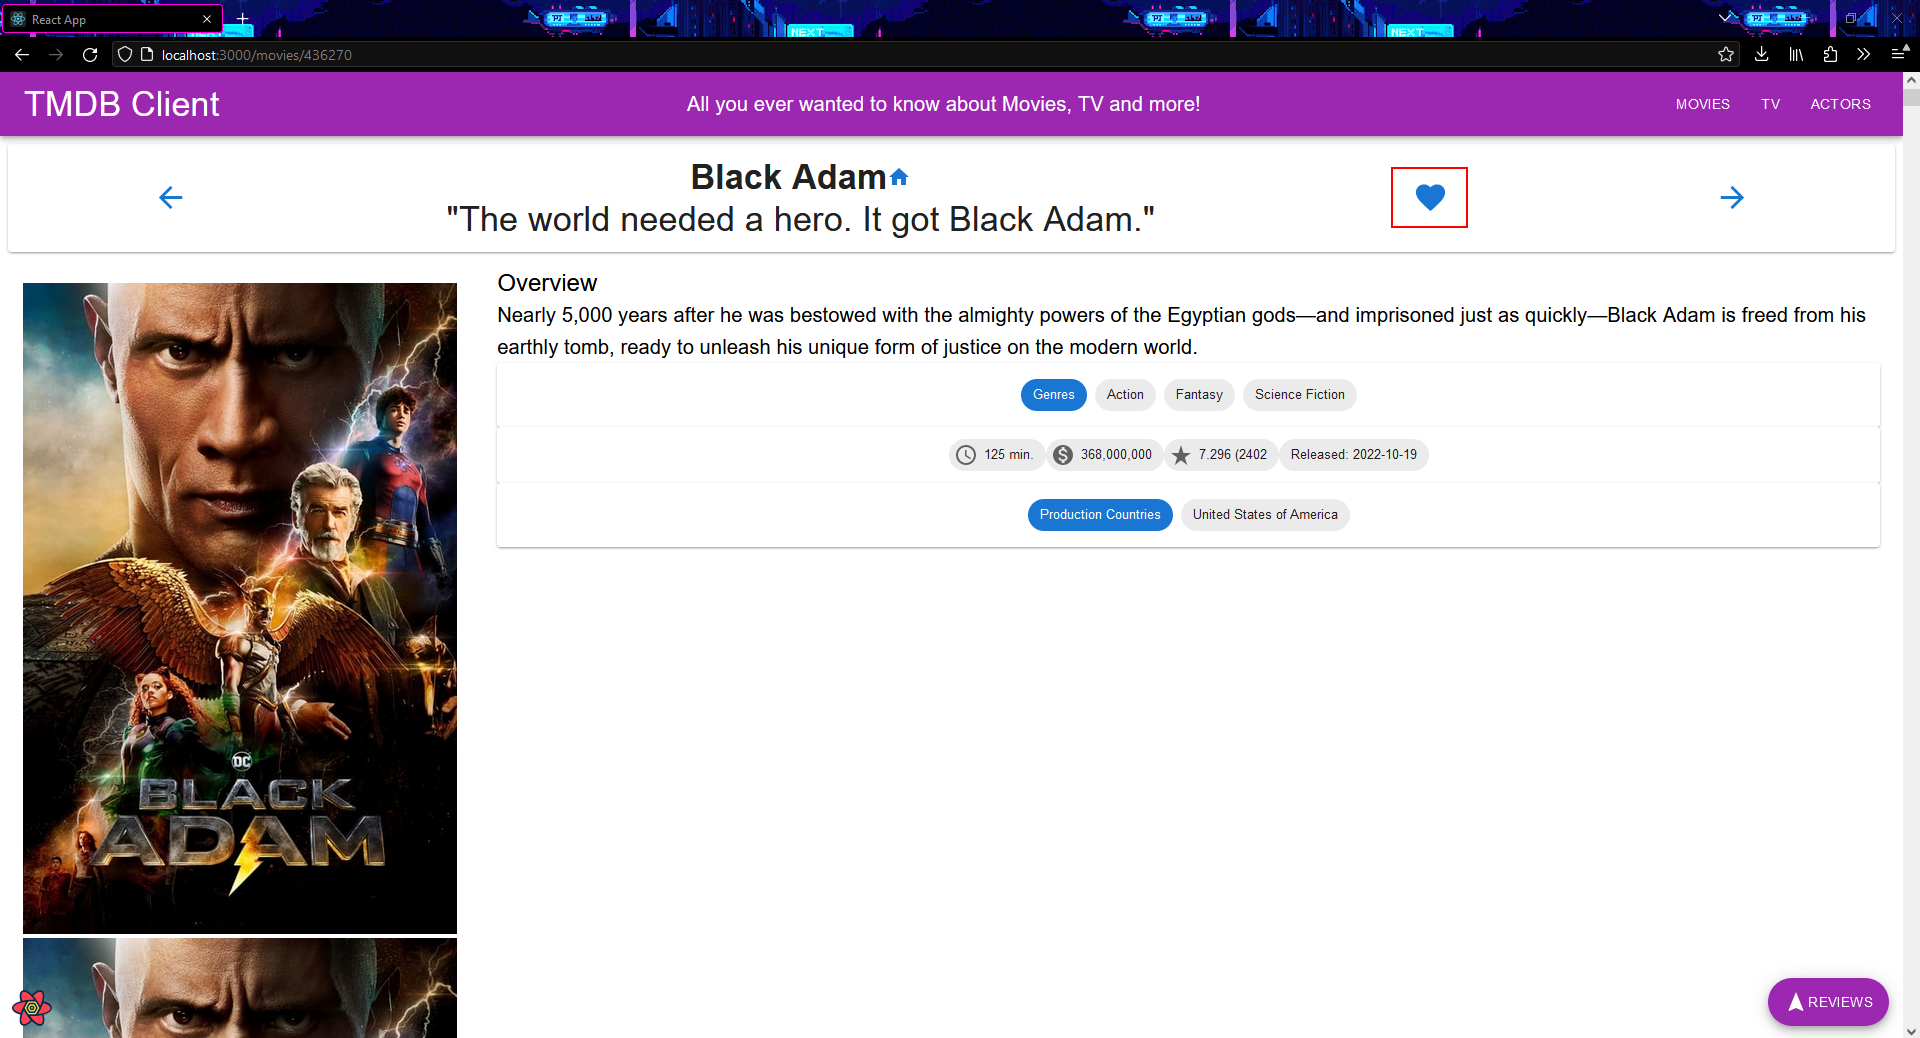 React App
NEXT
NEXT
localhost:3000/movies/436270
TMDB Client
All you ever wanted to know about Movies, TV and more!
MOVIES
TV
ACTORS
Black Adam
"The world needed a hero. It got Black Adam."
Overview
Nearly 5,000 years after he was bestowed with the almighty powers of the Egyptian gods—and imprisoned just as quickly—Black Adam is freed from his
earthly tomb, ready to unleash his unique form of justice on the modern world.
Genres
Action
Fantasy
Science Fiction
125 min.
368,000,000
7.296 (2402
Released: 2022-10-19
Production Countries
United States of America
DC
BLACK
ADAM
REVIEWS